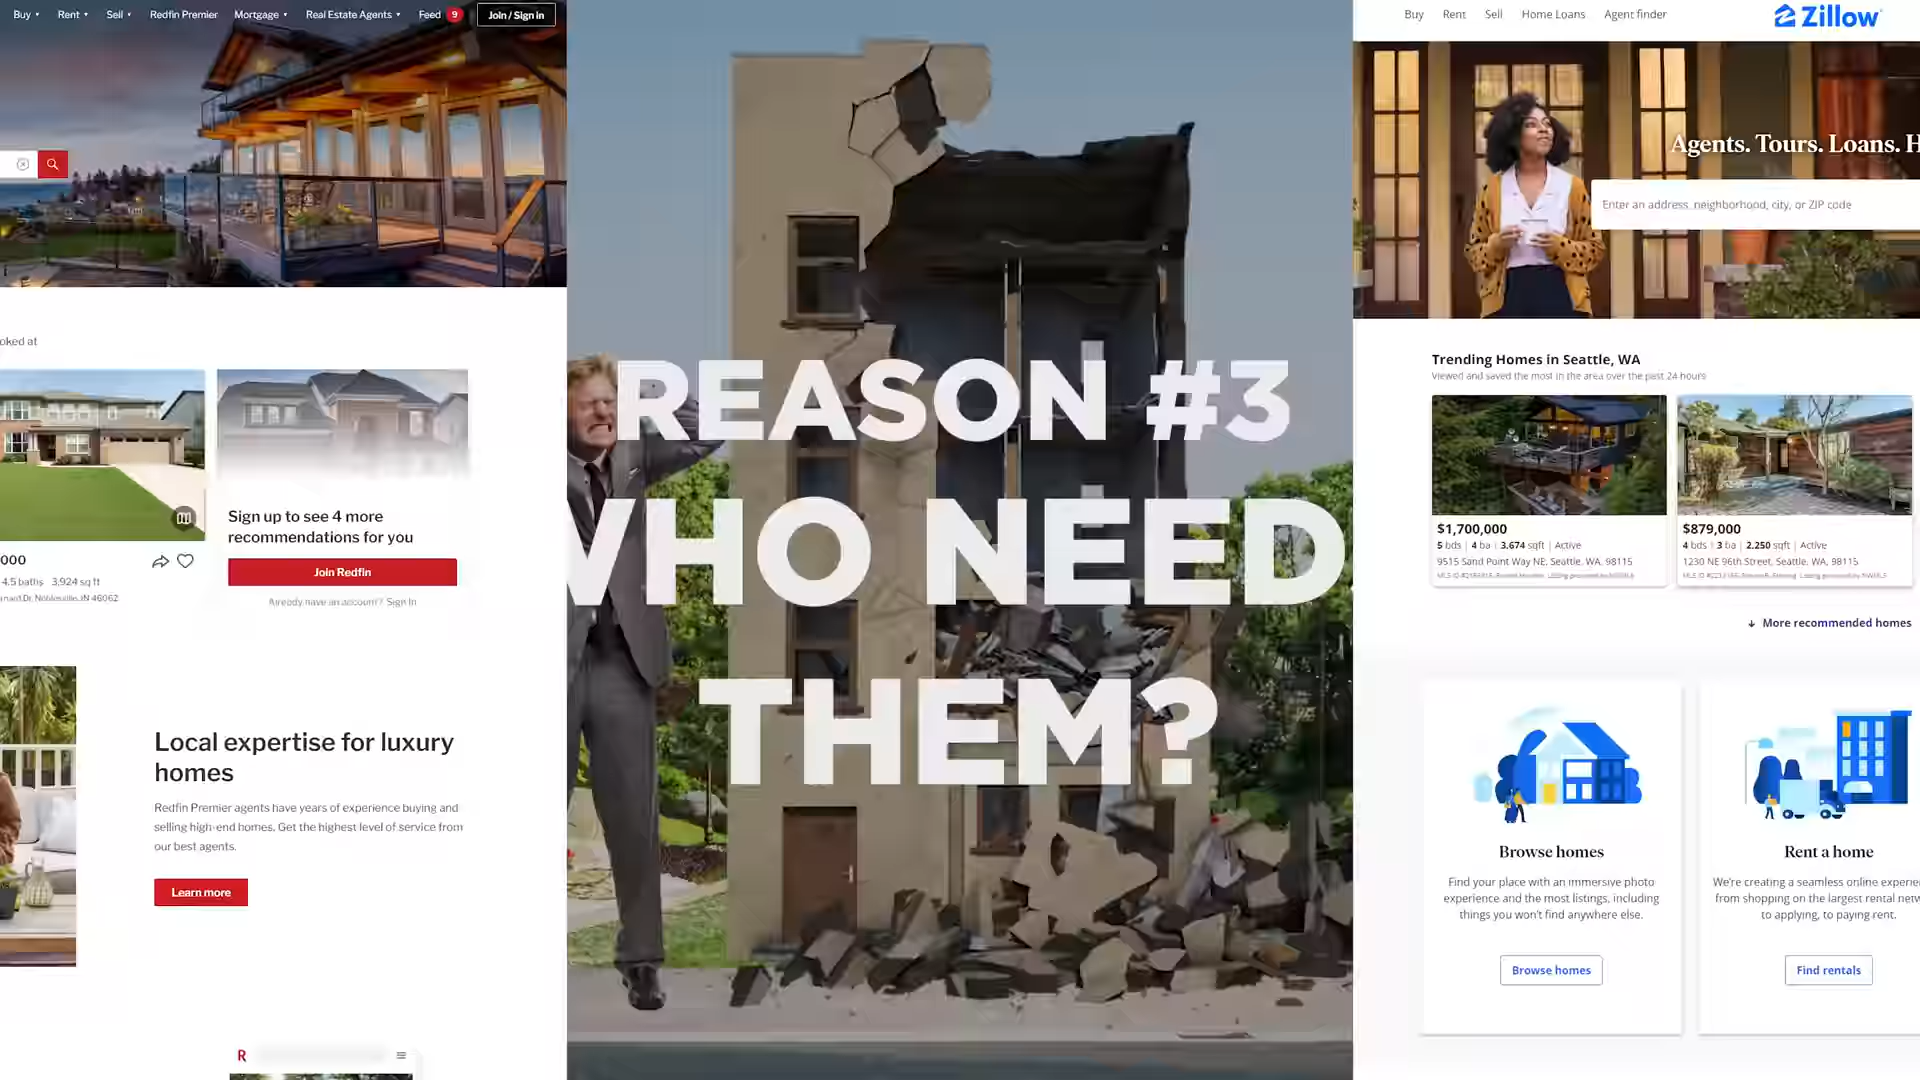 Buy
Rent
Sell
Redfin Premier
Mortgage
Real Estate Agents
Feed
9
Join / Sign in
oked at
Sign up to see 4 more
recommendations for you
Join Redfin
Already have an account? Sign In
000
4.5 baths 3,924 sq ft
Dr, Noblesville, IN 46062
Local expertise for luxury
homes
Redfin Premier agents have years of experience buying and
selling high-end homes. Get the highest level of service from
our best agents.
Learn more
R
REASON #3
WHO NEED
THEM?
Buy
Rent
Sell
Home Loans
Agent finder
Zillow
Agents. Tours. Loans. H
Enter an address, neighborhood, city, or ZIP code
Trending Homes in Seattle, WA
Viewed and saved the most in the area over the past 24 hours
$1,700,000
5 bds | 4 ba | 3,674 sqft | Active
9515 Sand Point Way NE, Seattle, WA, 98115
$879,000
4 bds | 3 ba | 2,250 sqft | Active
1230 NE 96th Street, Seattle, WA, 98115
More recommended homes
Browse homes
Find your place with an immersive photo
experience and the most listings, including
things you won't find anywhere else.
Browse homes
Rent a home
We're creating a seamless online experie
from shopping on the largest rental netw
to applying, to paying rent.
Find rentals